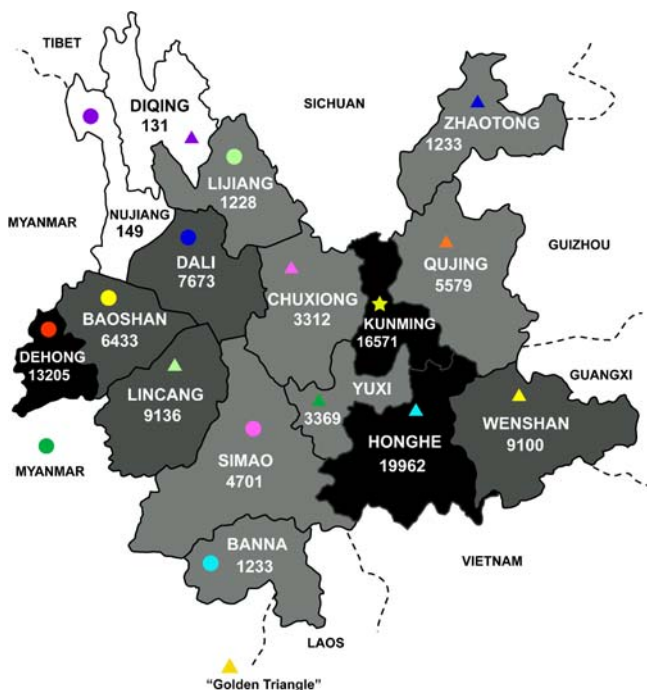 TIBET
SICHUAN
DIQING
131
ZHAOTONG
1233
LIJIANG
1228
MYANMAR
NUJIANG
149
DALI
7673
QUJING
5579
GUIZHOU
CHUXIONG
3312
BAOSHAN
6433
KUNMING
16571
DEHONG
13205
LINCANG
9136
YUXI
3369
GUANGXI
WENSHAN
9100
HONGHE
19962
SIMAO
4701
MYANMAR
BANNA
1233
VIETNAM
LAOS
“Golden Triangle”